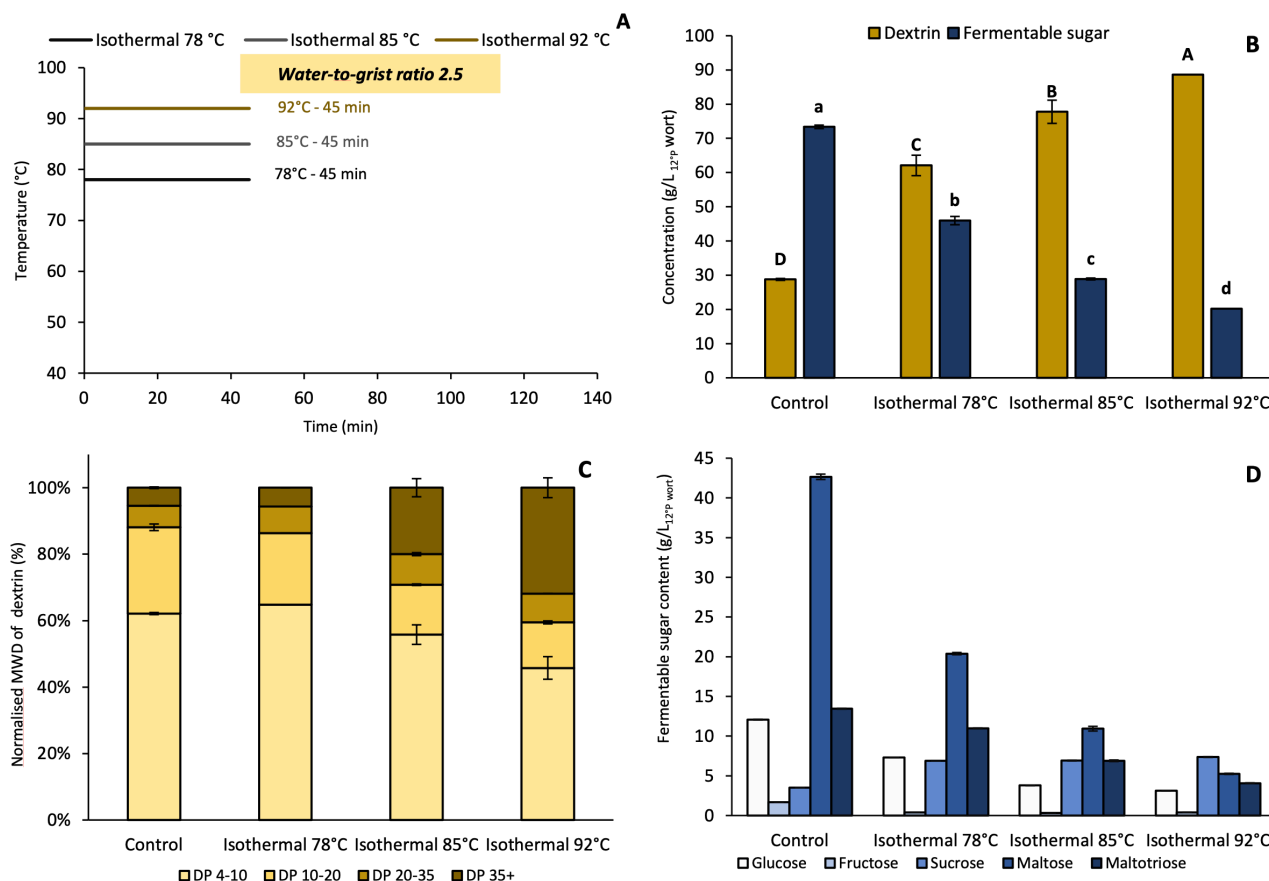 A
Isothermal 78 °C Isothermal 85 °C Isothermal 92 °C
Water-to-grist ratio 2.5
92°C - 45 min
85°C - 45 min
78°C - 45 min
Temperature (°C)
100
90
80
70
60
50
40
0 20 40 60 80 100 120 140
Time (min)
B
Dextrin Fermentable sugar
Concentration (g/L 12°P wort)
100
90
80
70
60
50
40
30
20
10
0
D a C b B c A d
Control Isothermal 78°C Isothermal 85°C Isothermal 92°C
C
Normalised MWD of dextrin (%)
100%
80%
60%
40%
20%
0%
Control Isothermal 78°C Isothermal 85°C Isothermal 92°C
DP 4-10 DP 10-20 DP 20-35 DP 35+
D
Fermentable sugar content (g/L12°P wort)
45
40
35
30
25
20
15
10
5
0
Control Isothermal 78°C Isothermal 85°C Isothermal 92°C
Glucose Fructose Sucrose Maltose Maltotriose